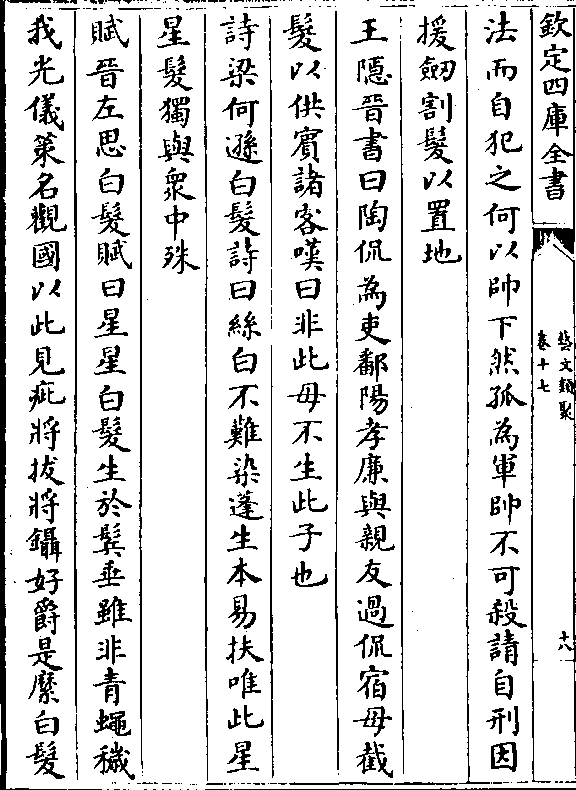 欽定四庫全書
藝文類聚
卷十七
十八
法而自犯之何以帥下然孤為軍帥不可殺請自刑因
援劒割髮以置地
王隱晉書曰陶侃為吏鄱陽孝廉與親友過侃宿母截
髮以供賓諸客嘆曰非此母不生此子也
詩梁何遜白髮詩曰絲白不難染蓬生本易扶唯此星
星髮獨與衆中殊
賦晉左思白髮賦曰星星白髮生於鬂垂雖非青蠅穢
我光儀策名觀國以此見疵將拔將鑷好爵是縻白髮